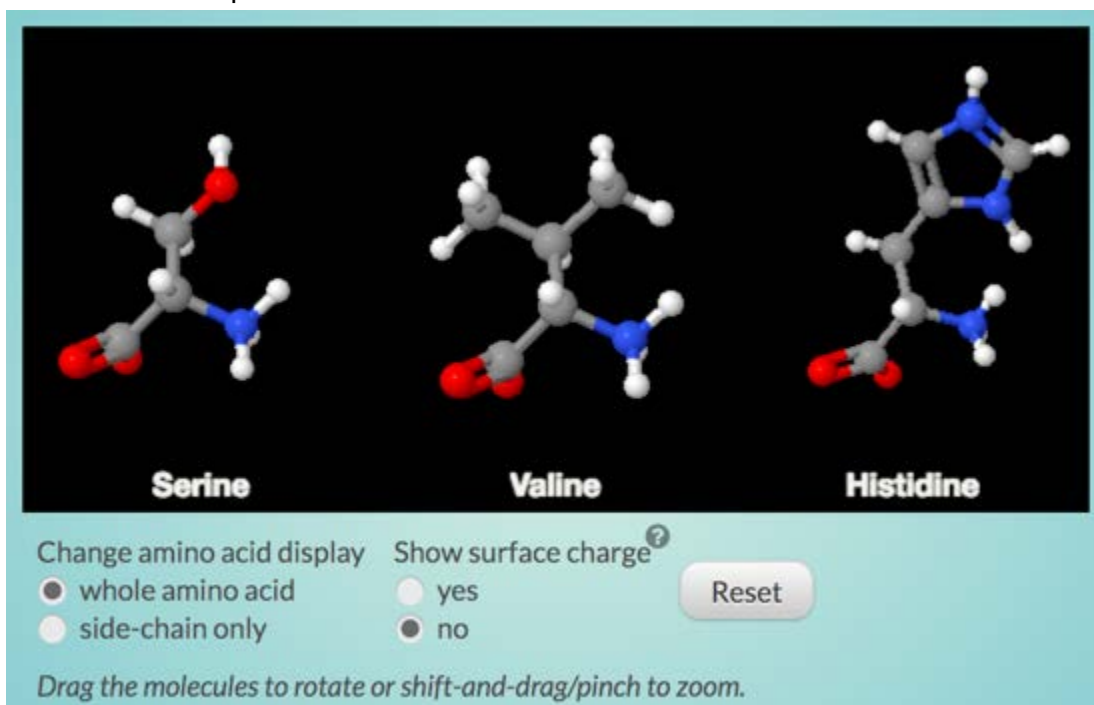 Serine Valine Histidine
Change amino acid display Show surface charge ?
whole amino acid yes Reset
side-chain only no
Drag the molecules to rotate or shift-and-drag/pinch to zoom.